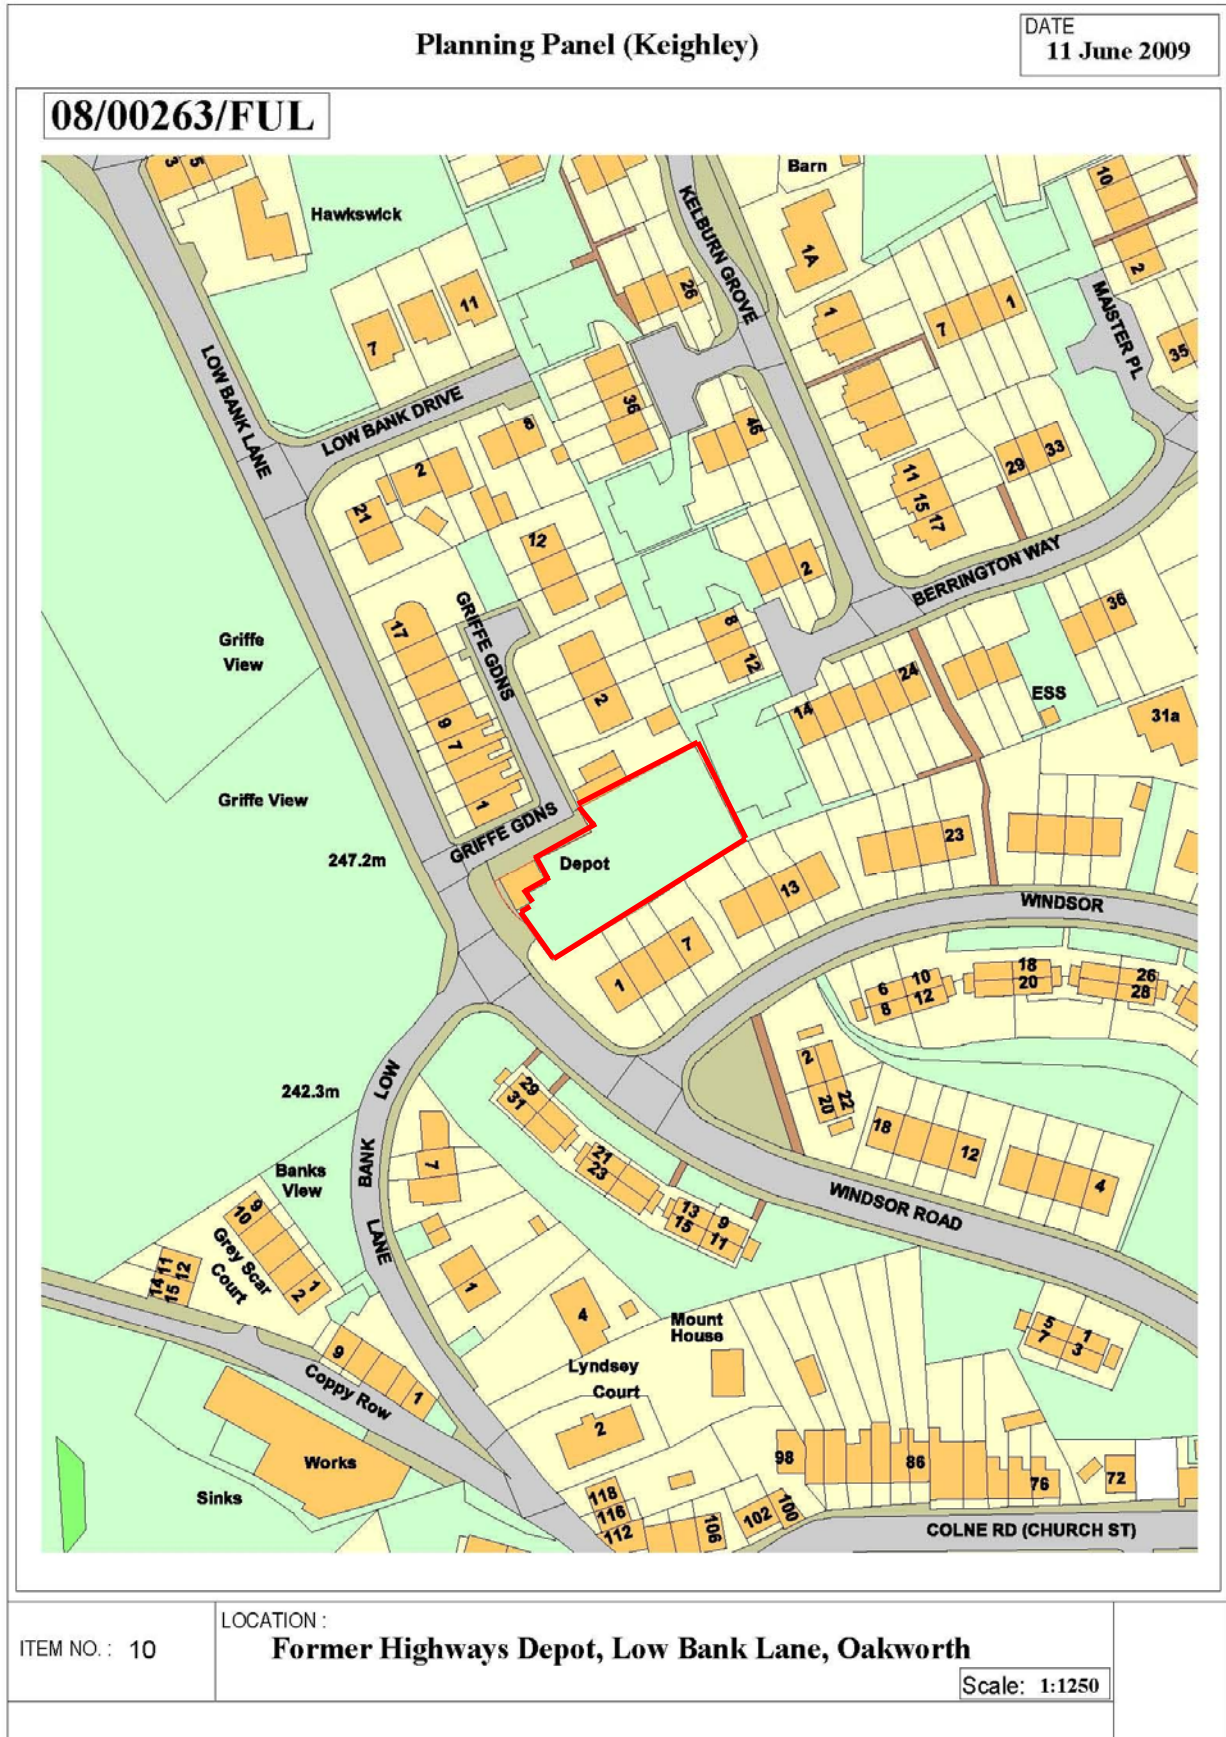 Planning Panel (Keighley)
DATE
11 June 2009
08/00263/FUL
3
5
Hawkswick
Barn
10
KELBURN GROVE
1A
2
26
11
7
1
1
7
MAISTER PL
35
LOW BANK LANE
LOW BANK DRIVE
8
36
46
2
21
11
15
17
29
33
12
2
BERRINGTON WAY
GRIFFE GDNS
17
8
12
36
Griffe
View
2
24
14
ESS
31a
9
7
1
Griffe View
GRIFFE GDNS
247.2m
Depot
23
13
WINDSOR
7
1
6
10
8
12
18
20
26
28
242.3m
LOW
BANK
LANE
29
31
2
20
22
18
12
4
7
21
23
Banks
View
13
15
9
11
WINDSOR ROAD
9
10
Grey Scar
Court
1
2
14
11
15
12
1
4
Mount
House
5
7
1
3
9
1
Coppy Row
Lyndsey
Court
2
Works
Sinks
98
86
76
72
118
116
112
106
102
100
COLNE RD (CHURCH ST)
ITEM NO. : 10
LOCATION :
Former Highways Depot, Low Bank Lane, Oakworth
Scale: 1:1250